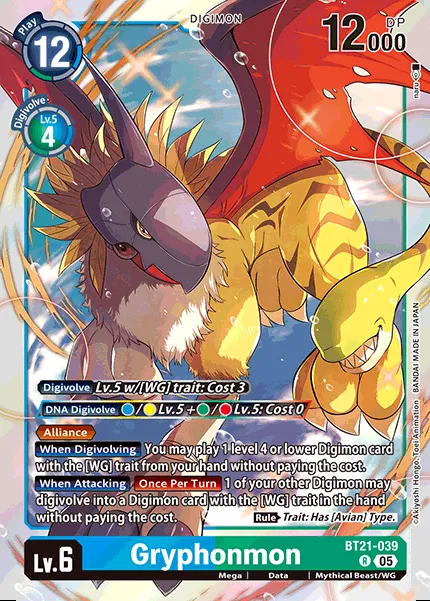 DIGIMON
Play
12
DP
12000
Digivolve
Lv.5
4
naru
Digivolve Lv.5 w/[WG] trait: Cost 3
DNA Digivolve / Lv.5 + / Lv.5: Cost 0
Alliance
When Digivolving You may play 1 level 4 or lower Digimon card
with the [WG] trait from your hand without paying the cost.
When Attacking Once Per Turn 1 of your other Digimon may
digivolve into a Digimon card with the [WG] trait in the hand
without paying the cost.
Rule Trait: Has [Avian] Type.
©Akiyoshi Hongo, Toei Animation BANDAI MADE IN JAPAN
Lv.6
Gryphonmon
BT21-039
R 05
Mega | Data | Mythical Beast/WG